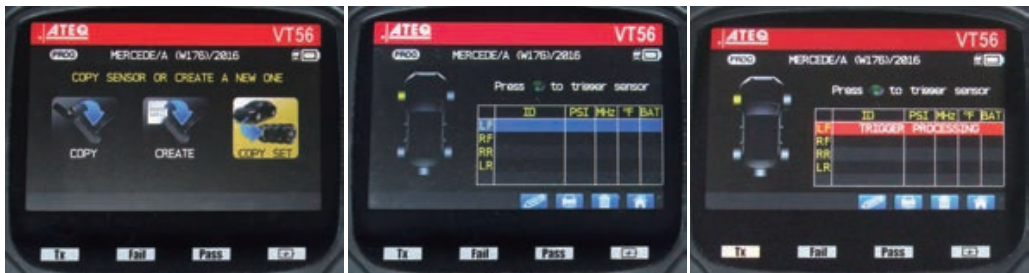 ATEQ VT56
PROG MERCEDE/A (W176)/2016
COPY SENSOR OR CREATE A NEW ONE
COPY CREATE COPY SET
Tx Fail Pass
ATEQ VT56
PROG MERCEDE/A (W176)/2016
Press to trigger sensor
ID PSI MHz °F BAT
LF
RF
RR
LR
Tx Fail Pass
ATEQ VT56
PROG MERCEDE/A (W176)/2016
Press to trigger sensor
ID PSI MHz °F BAT
LF TRIGGER PROCESSING
RF
RR
LR
Tx Fail Pass